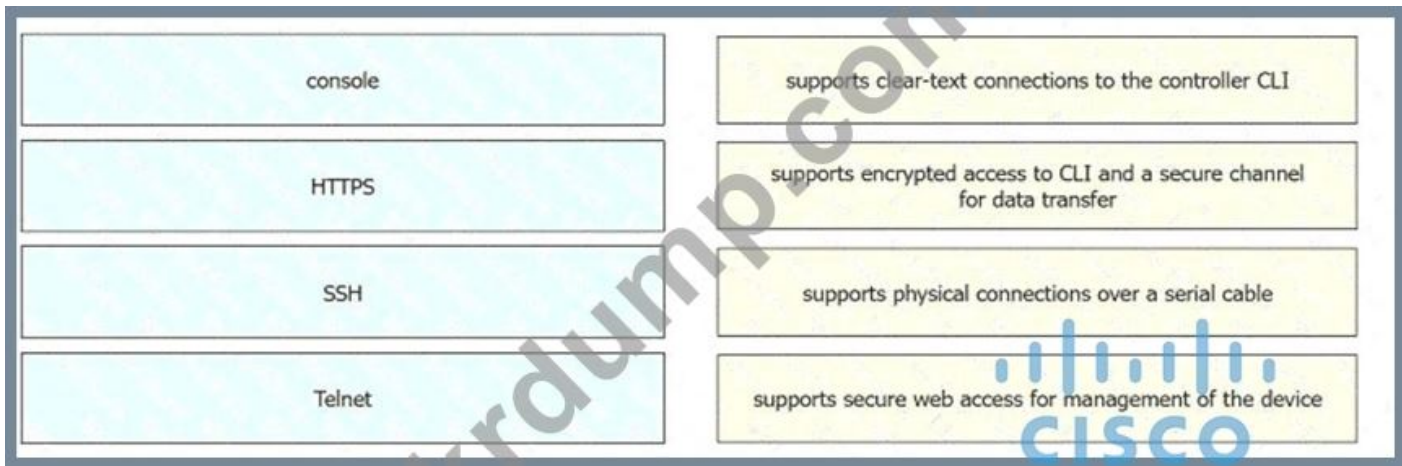 console
supports clear-text connections to the controller CLI
HTTPS
supports encrypted access to CLI and a secure channel
for data transfer
SSH
supports physical connections over a serial cable
Telnet
supports secure web access for management of the device
krdump.com
CISCO